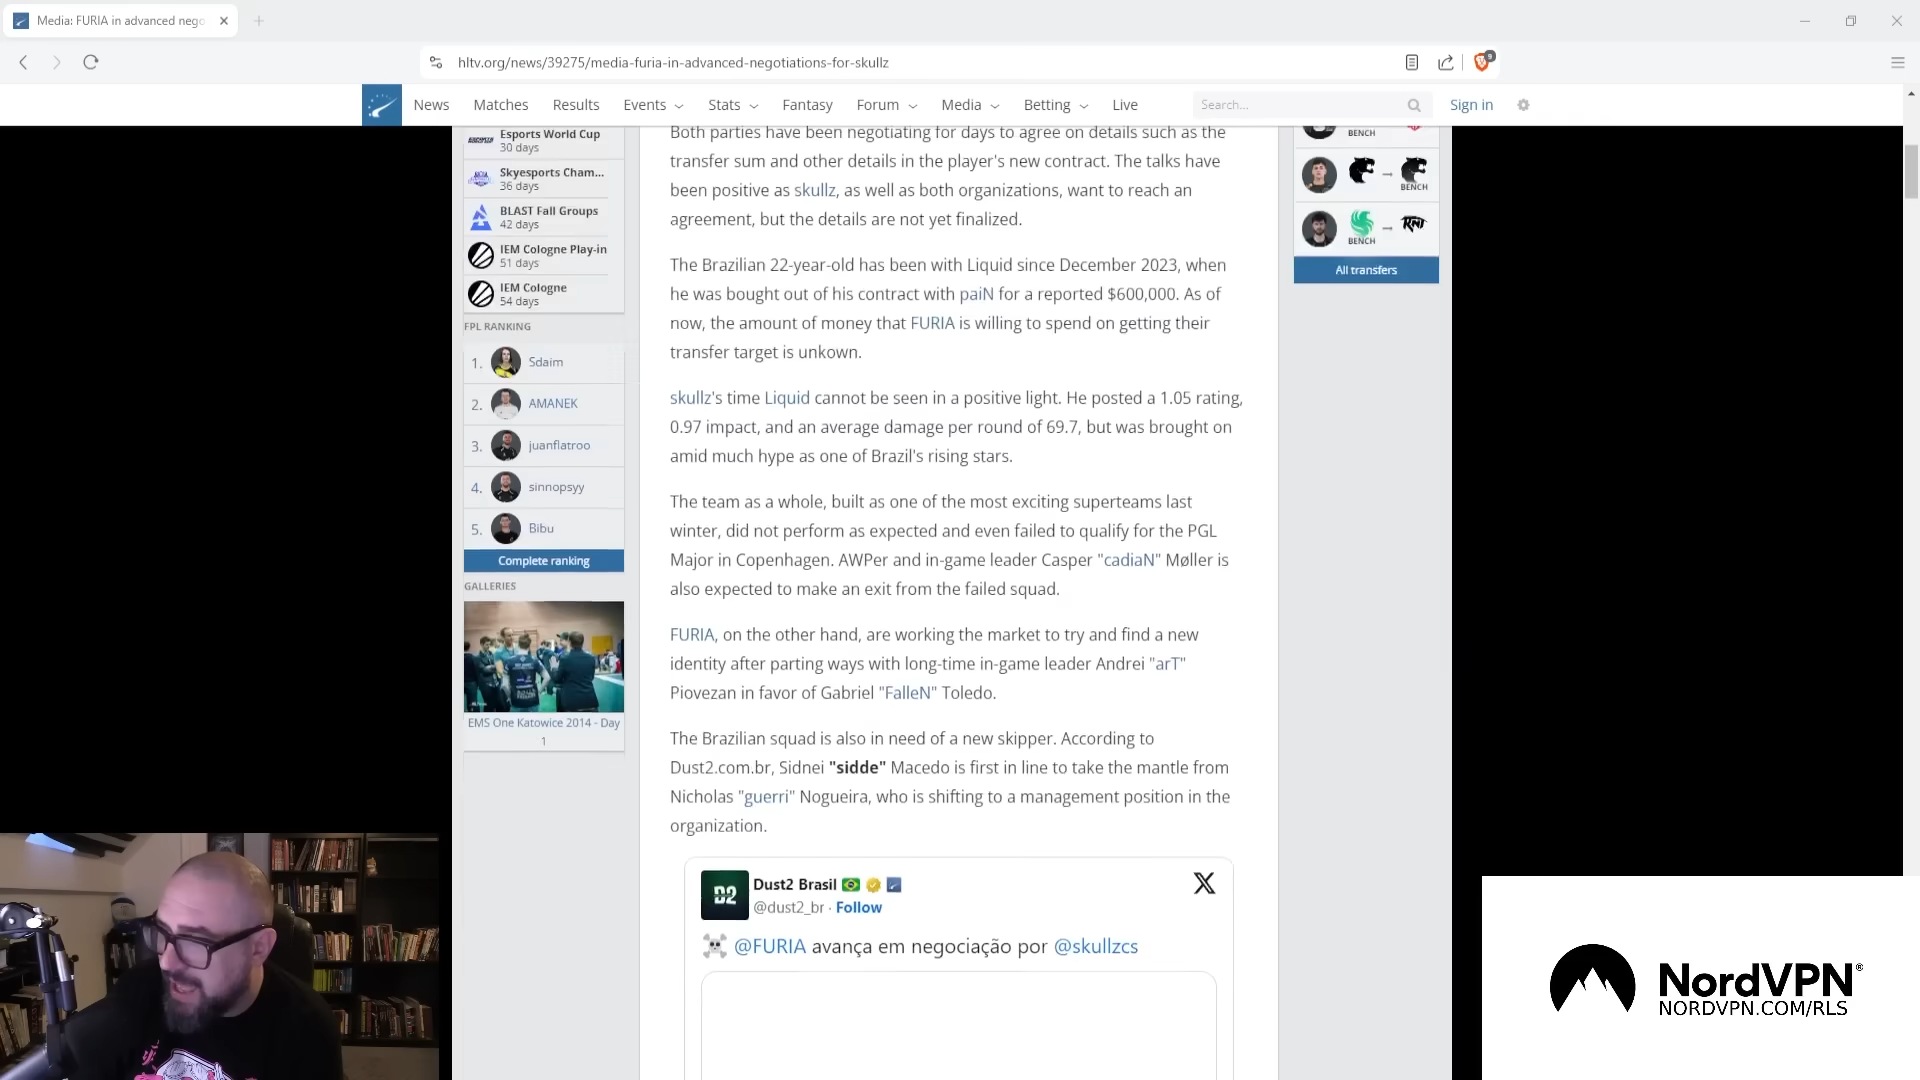 Media: FURIA in advanced nego
hltv.org/news/39275/media-furia-in-advanced-negotiations-for-skullz
9
News
Matches
Results
Events
Stats
Fantasy
Forum
Media
Betting
Live
Search...
Sign in
Esports World Cup
30 days
Skyesports Cham...
36 days
BLAST Fall Groups
42 days
IEM Cologne Play-in
51 days
IEM Cologne
54 days
FPL RANKING
1. Sdaim
2. AMANEK
3. juanflatroo
4. sinnopsyy
5. Bibu
Complete ranking
GALLERIES
EMS One Katowice 2014 - Day
1
Both parties have been negotiating for days to agree on details such as the
transfer sum and other details in the player's new contract. The talks have
been positive as skullz, as well as both organizations, want to reach an
agreement, but the details are not yet finalized.
The Brazilian 22-year-old has been with Liquid since December 2023, when
he was bought out of his contract with paiN for a reported $600,000. As of
now, the amount of money that FURIA is willing to spend on getting their
transfer target is unkown.
skullz's time Liquid cannot be seen in a positive light. He posted a 1.05 rating,
0.97 impact, and an average damage per round of 69.7, but was brought on
amid much hype as one of Brazil's rising stars.
The team as a whole, built as one of the most exciting superteams last
winter, did not perform as expected and even failed to qualify for the PGL
Major in Copenhagen. AWPer and in-game leader Casper "cadiaN" Møller is
also expected to make an exit from the failed squad.
FURIA, on the other hand, are working the market to try and find a new
identity after parting ways with long-time in-game leader Andrei "arT"
Piovezan in favor of Gabriel "FalleN" Toledo.
The Brazilian squad is also in need of a new skipper. According to
Dust2.com.br, Sidnei "sidde" Macedo is first in line to take the mantle from
Nicholas "guerri" Nogueira, who is shifting to a management position in the
organization.
D2
Dust2 Brasil
@dust2_br · Follow
@FURIA avança em negociação por @skullzcs
BENCH
BENCH
BENCH
RNT
All transfers
NordVPN®
NORDVPN.COM/RLS